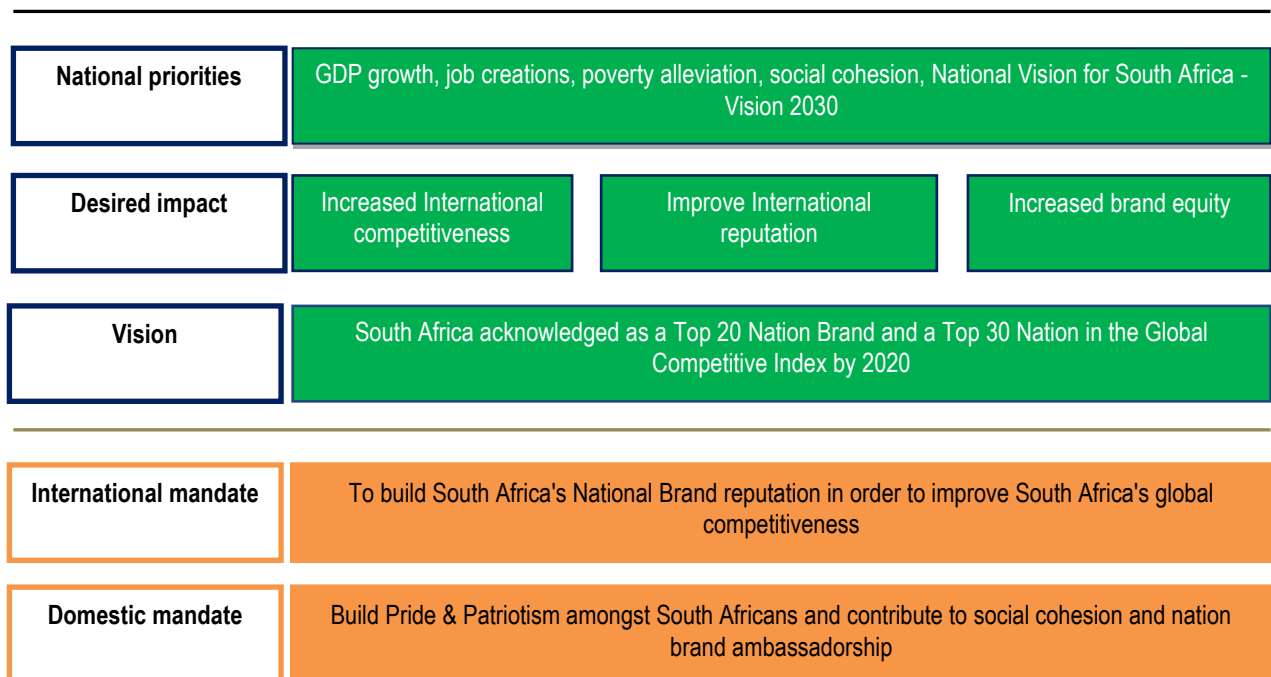 National priorities
GDP growth, job creations, poverty alleviation, social cohesion, National Vision for South Africa -
Vision 2030
Desired impact
Increased International
competitiveness
Improve International
reputation
Increased brand equity
Vision
South Africa acknowledged as a Top 20 Nation Brand and a Top 30 Nation in the Global
Competitive Index by 2020
International mandate
To build South Africa's National Brand reputation in order to improve South Africa's global
competitiveness
Domestic mandate
Build Pride & Patriotism amongst South Africans and contribute to social cohesion and nation
brand ambassadorship